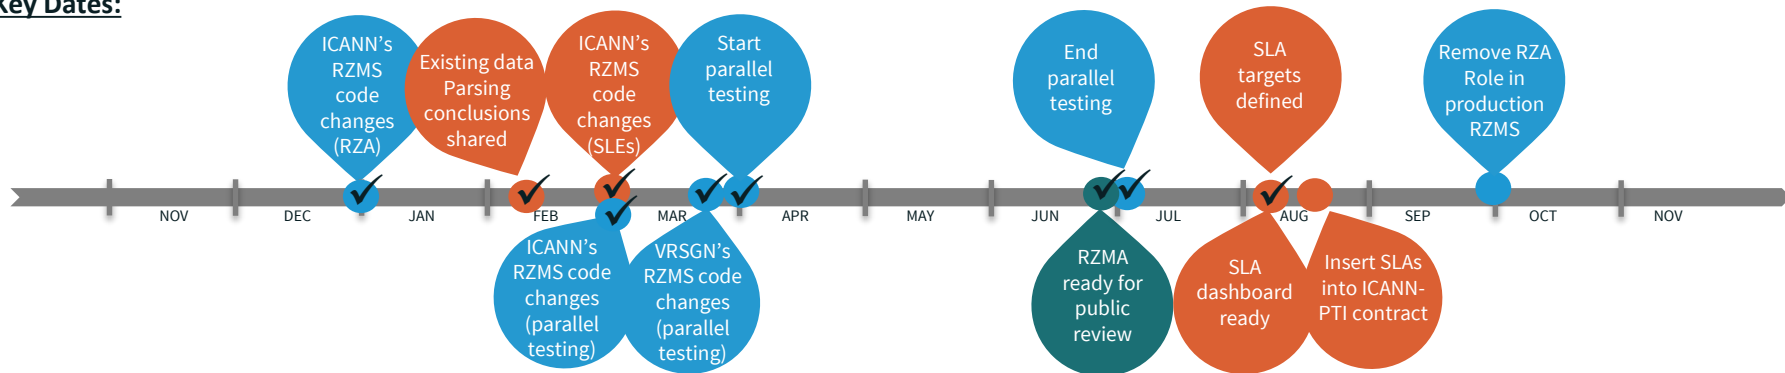 Key Dates:
ICANN's
RZMS
code
changes
(RZA)
Existing data
Parsing
conclusions
shared
ICANN's
RZMS
code
changes
(SLEs)
Start
parallel
testing
End
parallel
testing
SLA
targets
defined
Remove RZA
Role in
production
RZMS
NOV
DEC
JAN
FEB
MAR
APR
MAY
JUN
JUL
AUG
SEP
OCT
NOV
ICANN's
RZMS code
changes
(parallel
testing)
VRSGN's
RZMS code
changes
(parallel
testing)
RZMA
ready for
public
review
SLA
dashboard
ready
Insert SLAs
into ICANN-
PTI contract